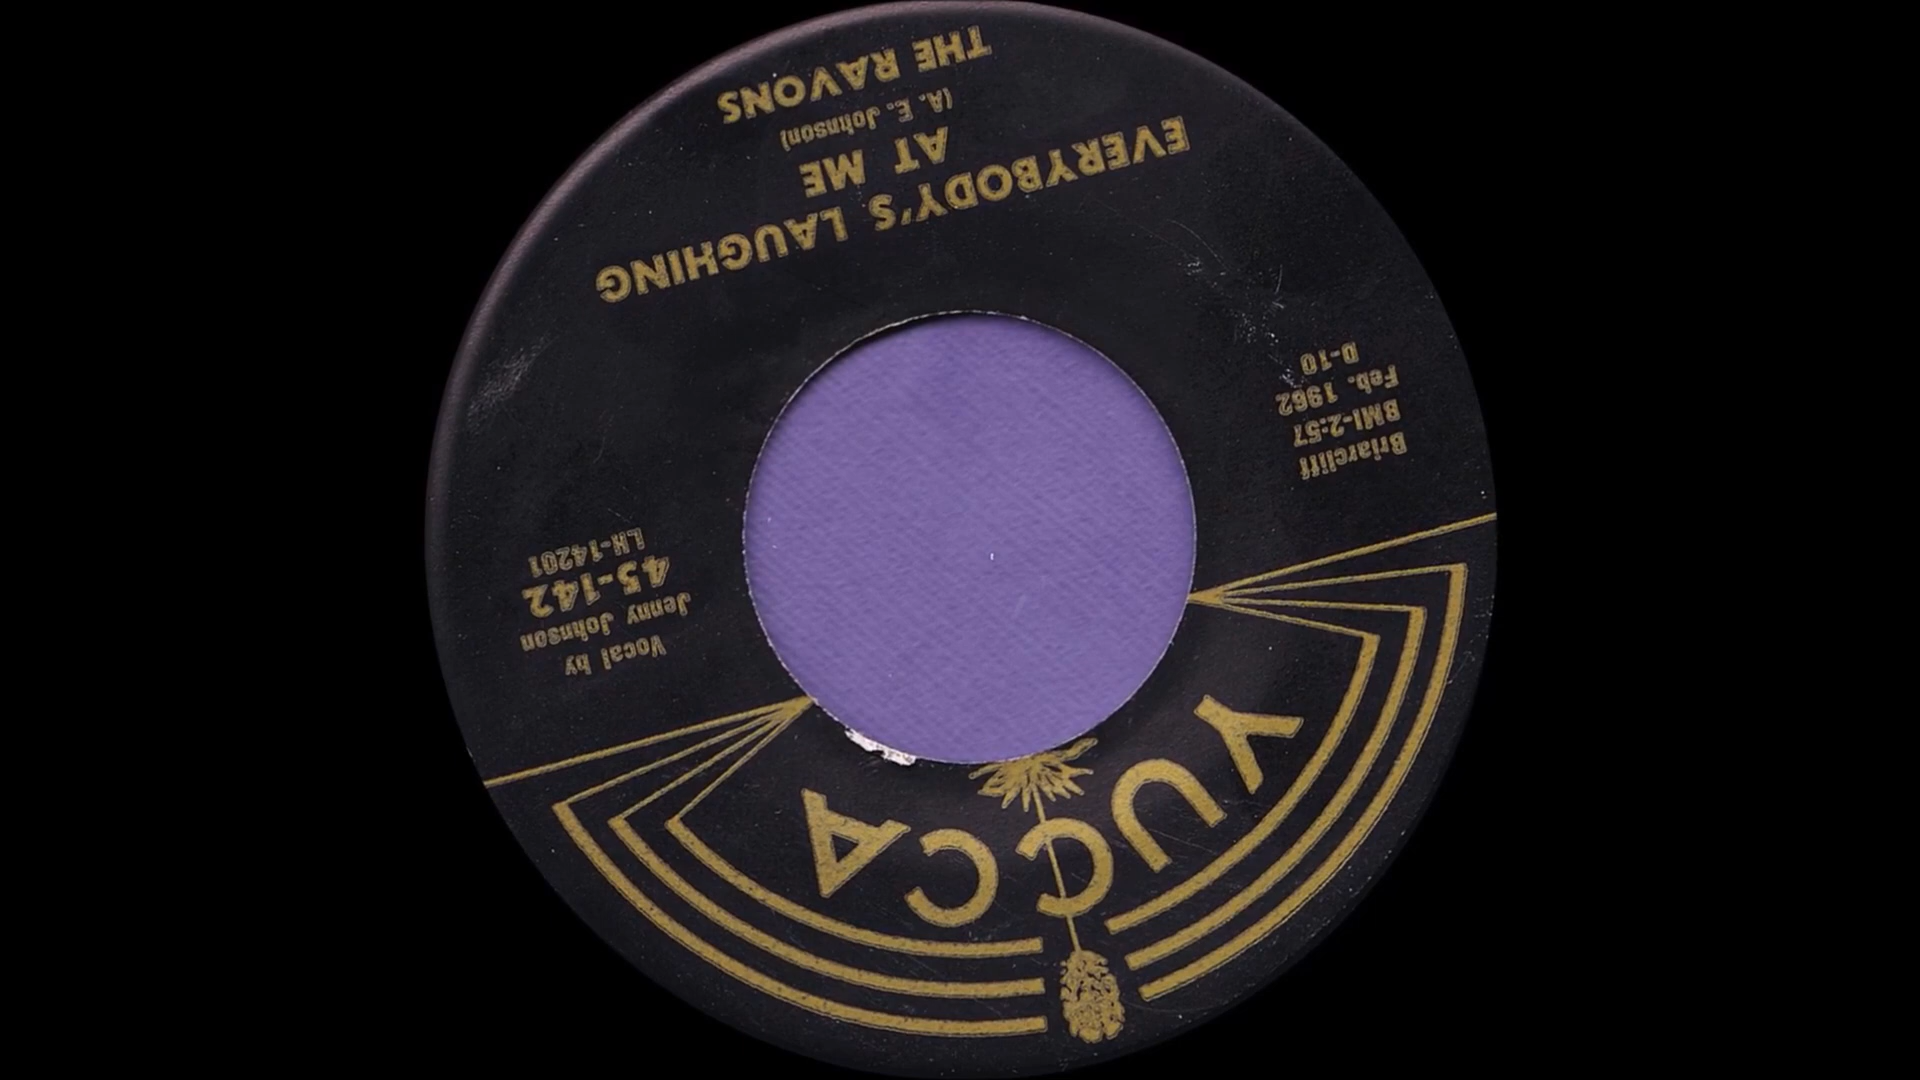 YUCCA
Vocal by
Jenny Johnson
45-142
LH-14201
Briarcliff
BMI-2:57
Feb. 1962
D-10
EVERYBODY'S LAUGHING
AT ME
(A. E. Johnson)
THE RAVONS